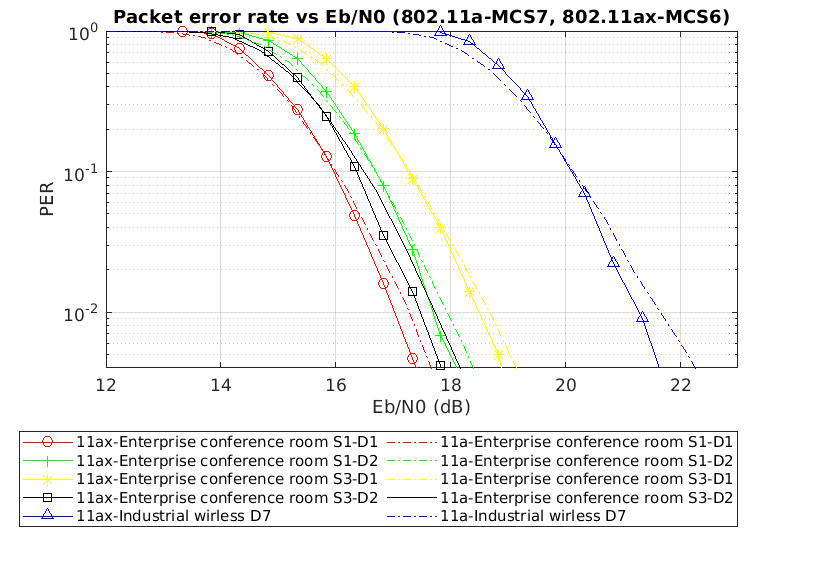 Packet error rate vs Eb/N0 (802.11a-MCS7, 802.11ax-MCS6)
10^0
10^-1
10^-2
PER
12 14 16 18 20 22
Eb/N0 (dB)
11ax-Enterprise conference room S1-D1 11a-Enterprise conference room S1-D1
11ax-Enterprise conference room S1-D2 11a-Enterprise conference room S1-D2
11ax-Enterprise conference room S3-D1 11a-Enterprise conference room S3-D1
11ax-Enterprise conference room S3-D2 11a-Enterprise conference room S3-D2
11ax-Industrial wirless D7 11a-Industrial wirless D7